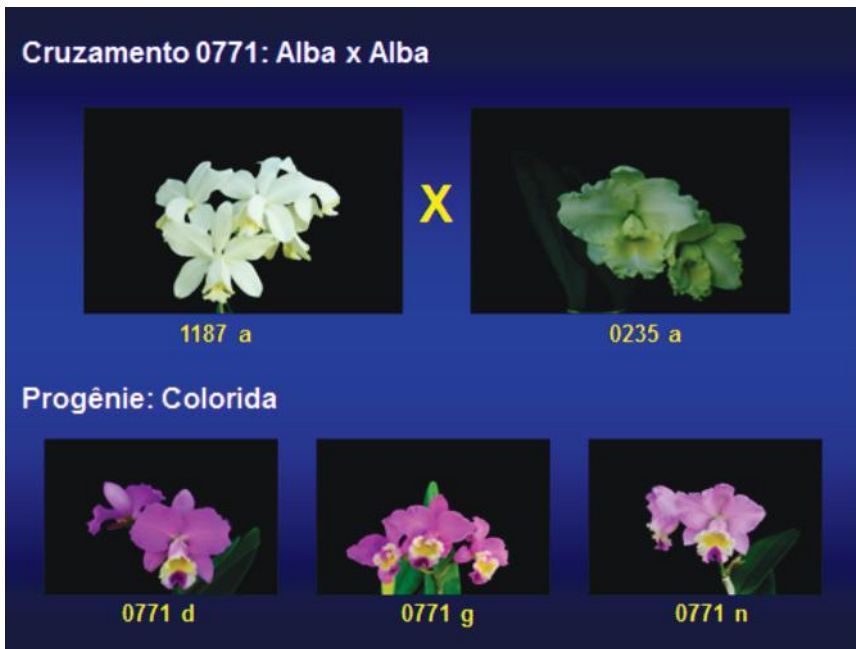 Cruzamento 0771: Alba x Alba
X
1187 a
0235 a
Progênie: Colorida
0771 d
0771 g
0771 n